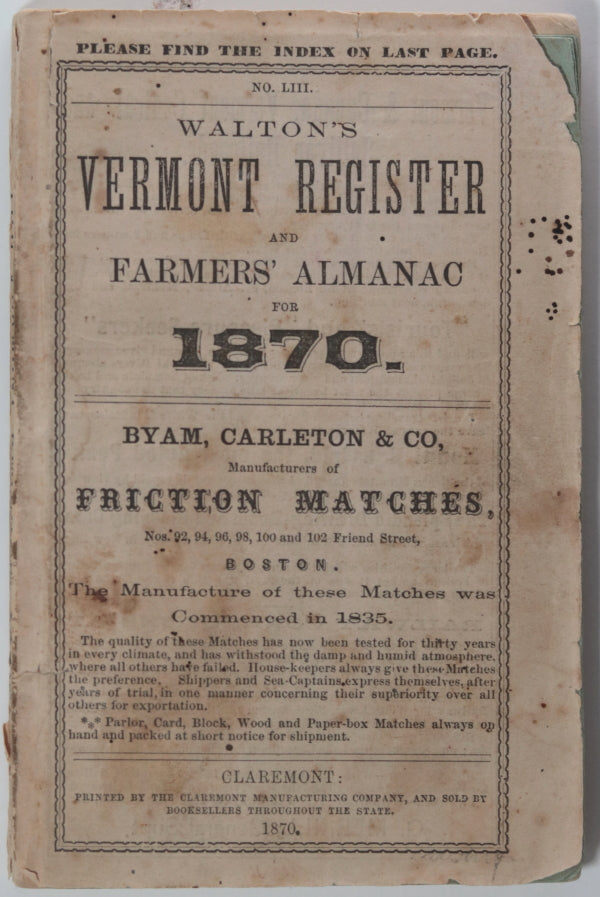 PLEASE FIND THE INDEX ON LAST PAGE.
NO. LIII.
WALTON'S
VERMONT REGISTER
AND
FARMERS' ALMANAC
FOR
1870.
BYAM, CARLETON & CO,
Manufacturers of
FRICTION MATCHES,
Nos. 92, 94, 96, 98, 100 and 102 Friend Street,
BOSTON.
The Manufacture of these Matches was
Commenced in 1835.
The quality of these Matches has now been tested for thirty years
in every climate, and has withstood the damp and humid atmosphere,
where all others have failed. House-keepers always give these Matches
the preference. Shippers and Sea-Captains express themselves, after
years of trial, in one manner concerning their superiority over all
others for exportation.
*** Parlor, Card, Block, Wood and Paper-box Matches always on
hand and packed at short notice for shipment.
CLAREMONT:
PRINTED BY THE CLAREMONT MANUFACTURING COMPANY, AND SOLD BY
BOOKSELLERS THROUGHOUT THE STATE.
1870.